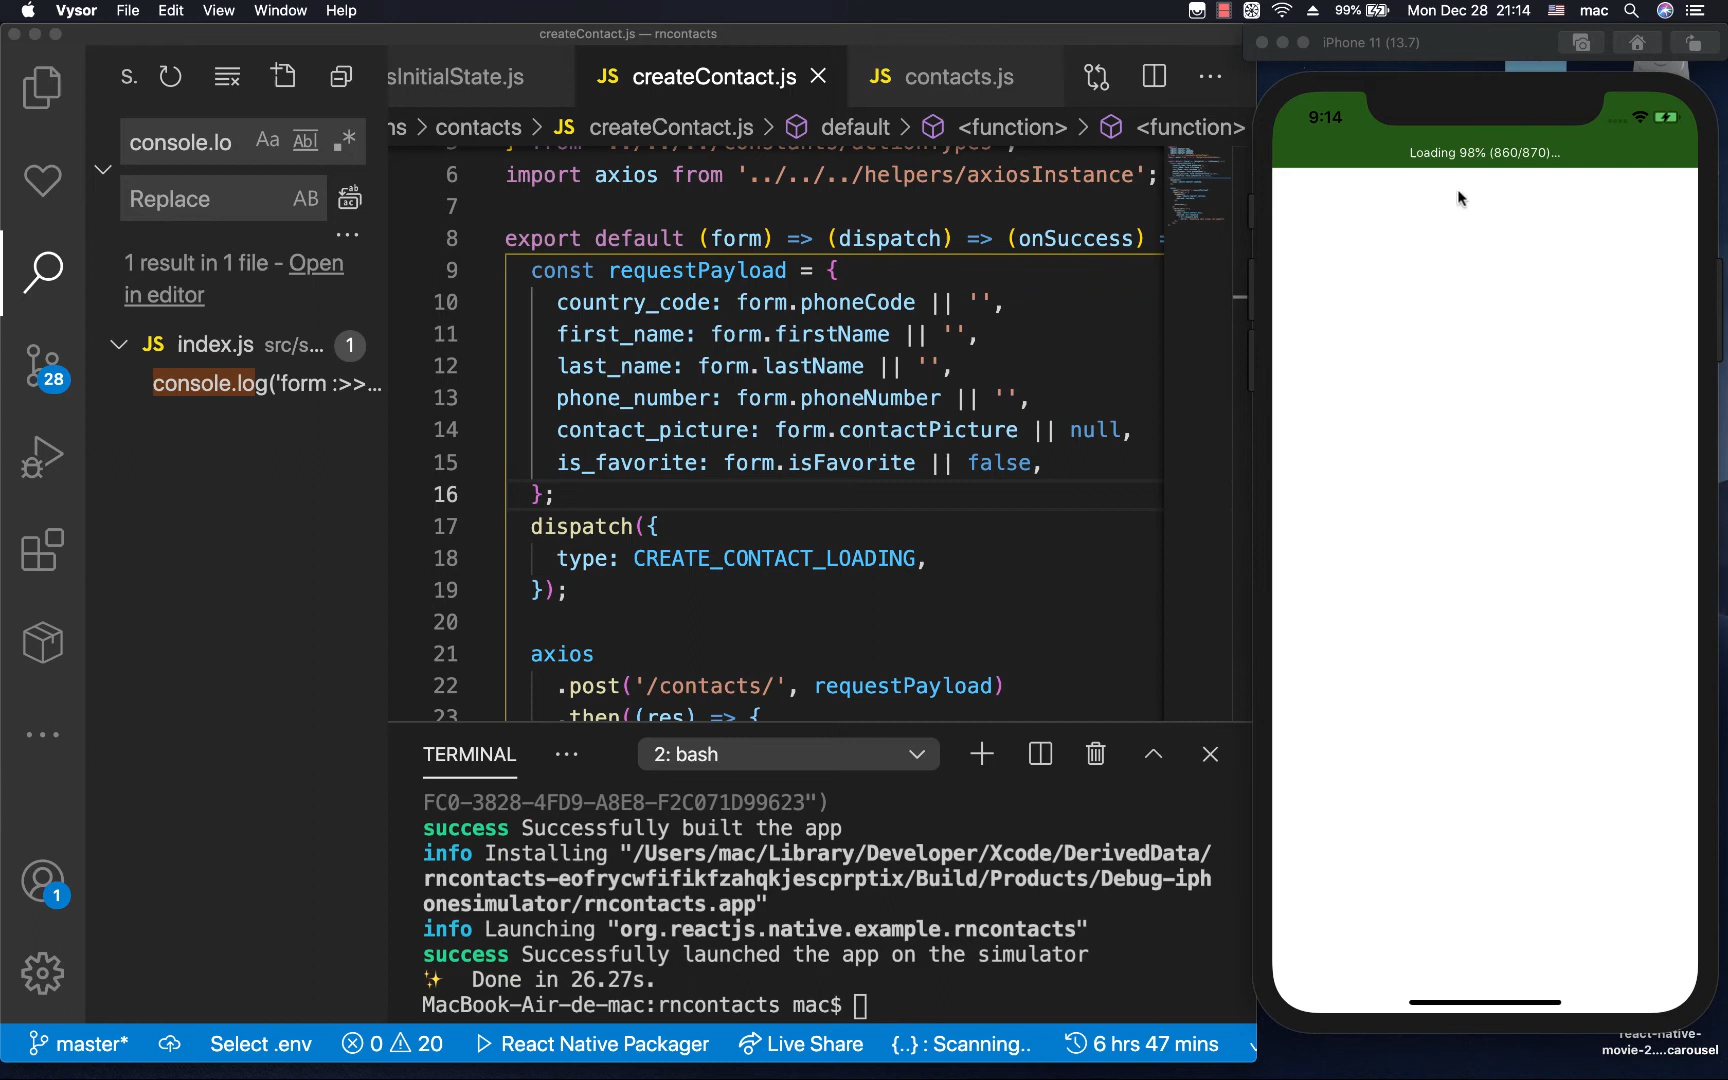 Vysor File Edit View Window Help 99% Mon Dec 28 21:14 mac
createContact.js — rncontacts
iPhone 11 (13.7)
S.
sInitialState.js JS createContact.js JS contacts.js
ns > contacts > JS createContact.js > default > <function> > <function>
console.lo Aa Abl .*
Replace AB
1 result in 1 file - Open
in editor
JS index.js src/s... 1
console.log('form :>>...
28
1
6 import axios from '../../../helpers/axiosInstance';
7
8 export default (form) => (dispatch) => (onSuccess) =
9 const requestPayload = {
10 country_code: form.phoneCode || '',
11 first_name: form.firstName || '',
12 last_name: form.lastName || '',
13 phone_number: form.phoneNumber || '',
14 contact_picture: form.contactPicture || null,
15 is_favorite: form.isFavorite || false,
16 };
17 dispatch({
18 type: CREATE_CONTACT_LOADING,
19 });
20
21 axios
22 .post('/contacts/', requestPayload)
23 .then((res) => {
TERMINAL ... 2: bash
FC0-3828-4FD9-A8E8-F2C071D99623")
success Successfully built the app
info Installing "/Users/mac/Library/Developer/Xcode/DerivedData/
rncontacts-eofrycwfifikfzahqkjescprptix/Build/Products/Debug-iph
onesimulator/rncontacts.app"
info Launching "org.reactjs.native.example.rncontacts"
success Successfully launched the app on the simulator
✨ Done in 26.27s.
MacBook-Air-de-mac:rncontacts mac$
master* Select .env 0 20 React Native Packager Live Share {..} : Scanning.. 6 hrs 47 mins
9:14
Loading 98% (860/870)...
react-native-
movie-2....carousel